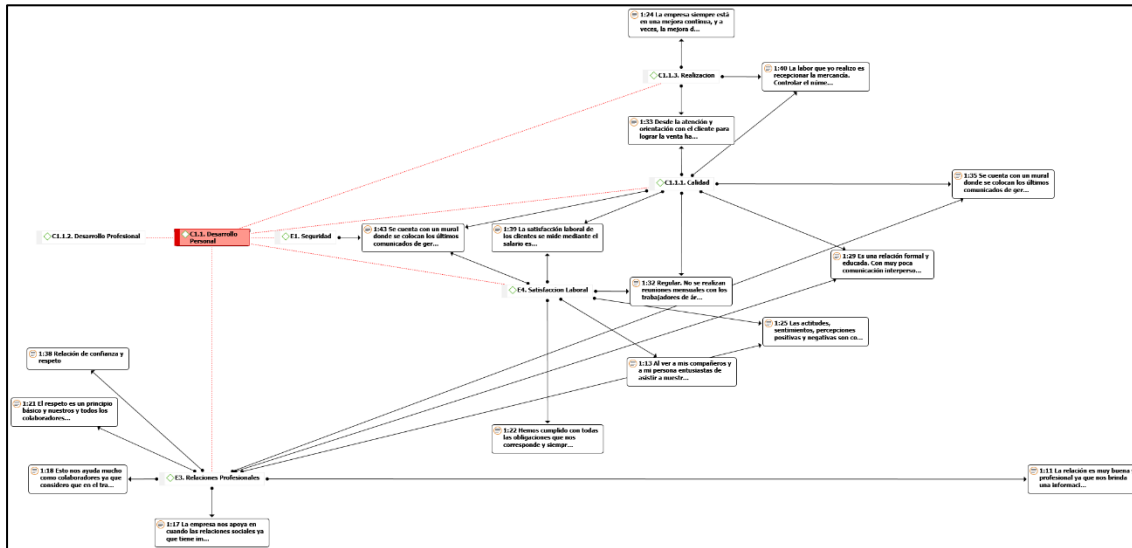 1:24 La empresa siempre está
en una mejora continua, y a
veces, la mejora d...
C1.1.3. Realizacion
1:40 La labor que yo realizo es
recepcionar la mercancía.
Controlar el núme...
1:33 Desde la atención y
orientación con el cliente para
lograr la venta ha...
C1.1.1. Calidad
1:35 Se cuenta con un mural
donde se colocan los últimos
comunicados de ger...
C1.1.2. Desarrollo Profesional
C1.1. Desarrollo
Personal
E1. Seguridad
1:43 Se cuenta con un mural
donde se colocan los últimos
comunicados de ger...
1:39 La satisfacción laboral de
los clientes se mide mediante el
salario es...
1:29 Es una relación formal y
educada. Con muy poca
comunicación interperso...
E4. Satisfaccion Laboral
1:32 Regular. No se realizan
reuniones mensuales con los
trabajadores de ár...
1:25 Las actitudes,
sentimientos, percepciones
positivas y negativas son co...
1:38 Relación de confianza y
respeto
1:13 Al ver a mis compañeros y
a mi persona entusiastas de
asistir a nuestr...
1:21 El respeto es un principio
básico y nuestros y todos los
colaboradores...
1:22 Hemos cumplido con todas
las obligaciones que nos
corresponde y siempr...
1:18 Esto nos ayuda mucho
como colaboradores ya que
considero que en el tra...
E3. Relaciones Profesionales
1:11 La relación es muy buena
profesional ya que nos brinda
una informaci...
1:17 La empresa nos apoya en
cuando las relaciones sociales ya
que tiene im...